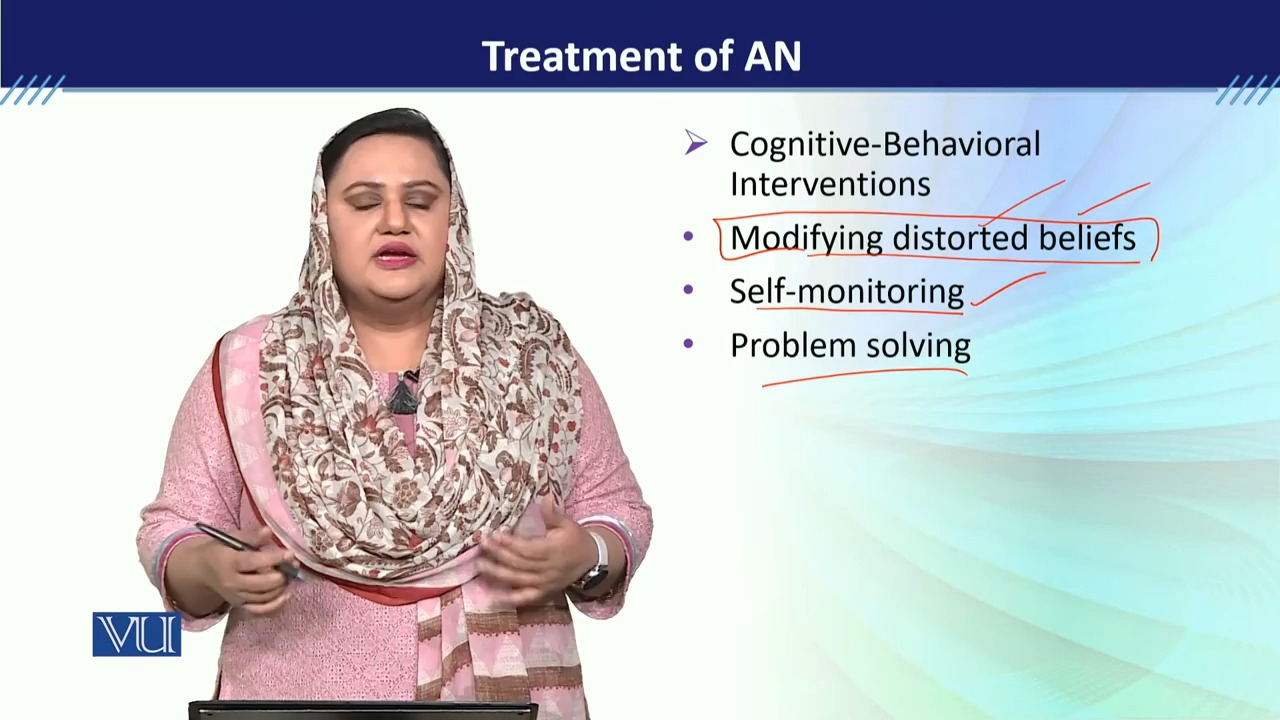 Treatment of AN
Cognitive-Behavioral
Interventions
Modifying distorted beliefs
Self-monitoring
Problem solving
VU